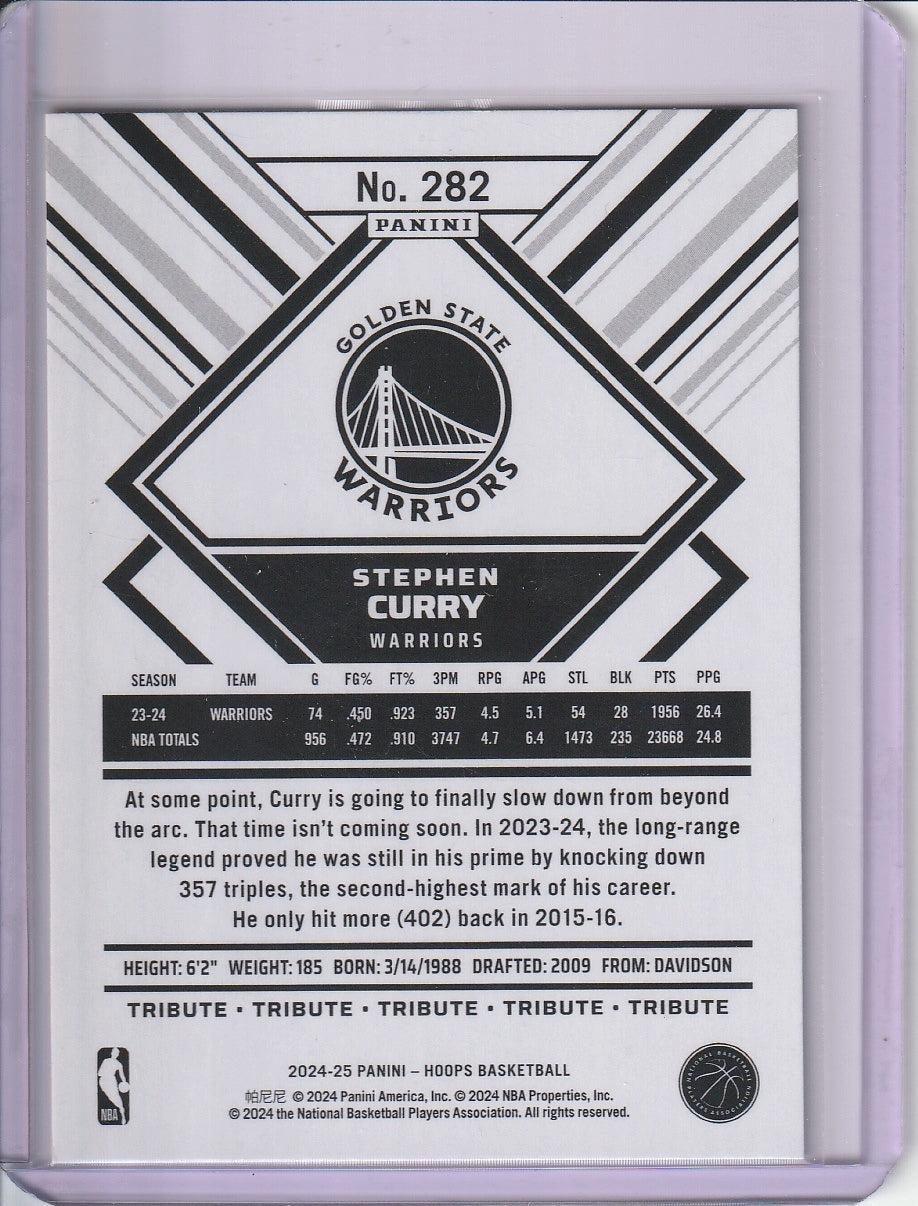 No. 282
PANINI
GOLDEN STATE
WARRIORS
STEPHEN
CURRY
WARRIORS
SEASON TEAM G FG% FT% 3PM RPG APG STL BLK PTS PPG
23-24 WARRIORS 74 .450 .923 357 4.5 5.1 54 28 1956 26.4
NBA TOTALS 956 .472 .910 3747 4.7 6.4 1473 235 23668 24.8
At some point, Curry is going to finally slow down from beyond
the arc. That time isn't coming soon. In 2023-24, the long-range
legend proved he was still in his prime by knocking down
357 triples, the second-highest mark of his career.
He only hit more (402) back in 2015-16.
HEIGHT: 6'2" WEIGHT: 185 BORN: 3/14/1988 DRAFTED: 2009 FROM: DAVIDSON
TRIBUTE • TRIBUTE • TRIBUTE • TRIBUTE • TRIBUTE
NBA
2024-25 PANINI – HOOPS BASKETBALL
帕尼尼 © 2024 Panini America, Inc. © 2024 NBA Properties, Inc.
© 2024 the National Basketball Players Association. All rights reserved.
NATIONAL BASKETBALL
PLAYERS ASSOCIATION